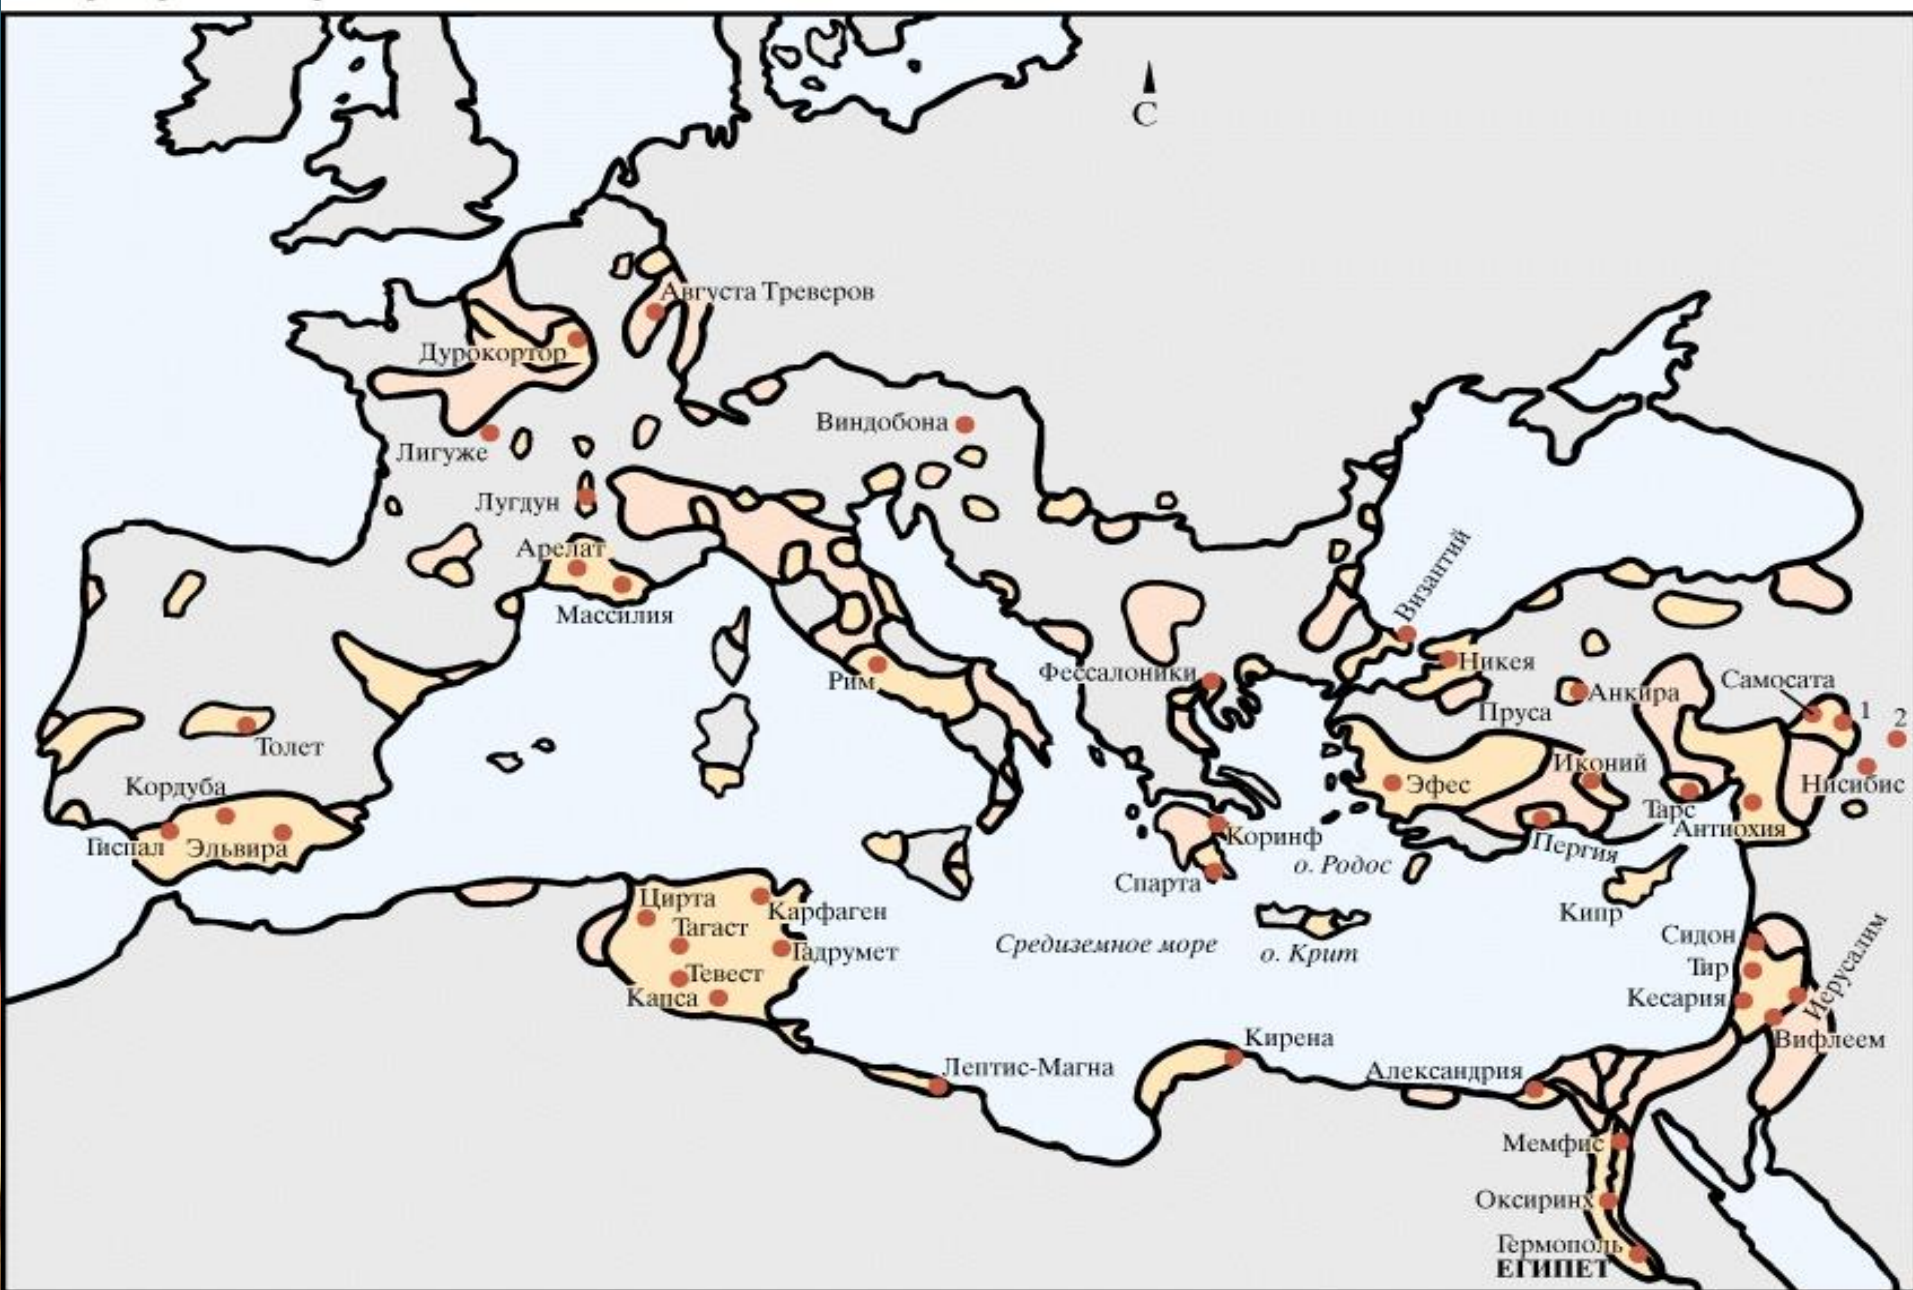 С
Августа Треверов
Дурокортор
Виндобона
Лигуже
Лугдун
Арелат
Массилия
Византий
Рим
Фессалоники
Никея
Анкира
Самосата
Пруса
1
2
Толет
Иконий
Эфес
Нисибис
Кордуба
Тарс
Антиохия
Гиспал
Эльвира
Коринф
Пергия
о. Родос
Спарта
Цирта
Карфаген
Кипр
Тагаст
Средиземное море
о. Крит
Сидон
Гадрумет
Тир
Тевест
Иерусалим
Капса
Кесария
Кирена
Вифлеем
Лептис-Магна
Александрия
Мемфис
Оксиринх
Гермополь
ЕГИПЕТ